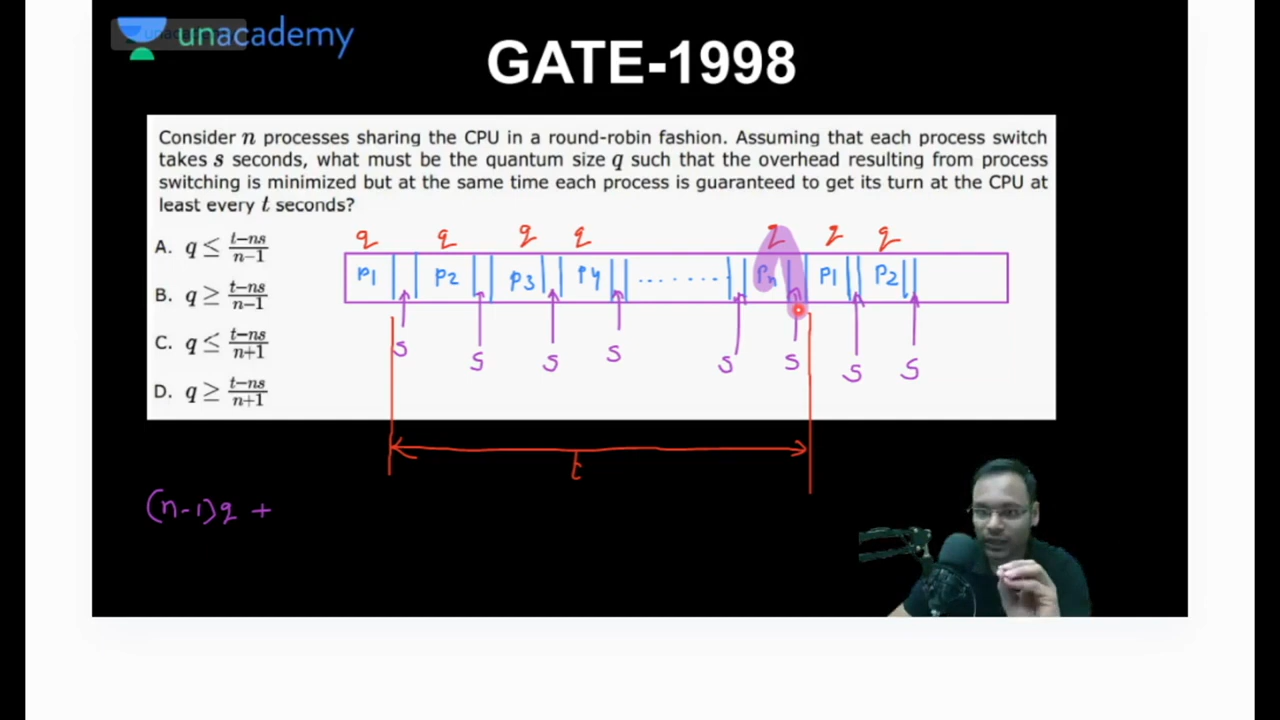 unacademy
GATE-1998
Consider n processes sharing the CPU in a round-robin fashion. Assuming that each process switch
takes s seconds, what must be the quantum size q such that the overhead resulting from process
switching is minimized but at the same time each process is guaranteed to get its turn at the CPU at
least every t seconds?
A. q ≤ (t−ns)/(n−1)
B. q ≥ (t−ns)/(n−1)
C. q ≤ (t−ns)/(n+1)
D. q ≥ (t−ns)/(n+1)
q q q q q q q
P1 P2 P3 P4 ........ Pn P1 P2
s s s s s s s s
t
(n-1)q +